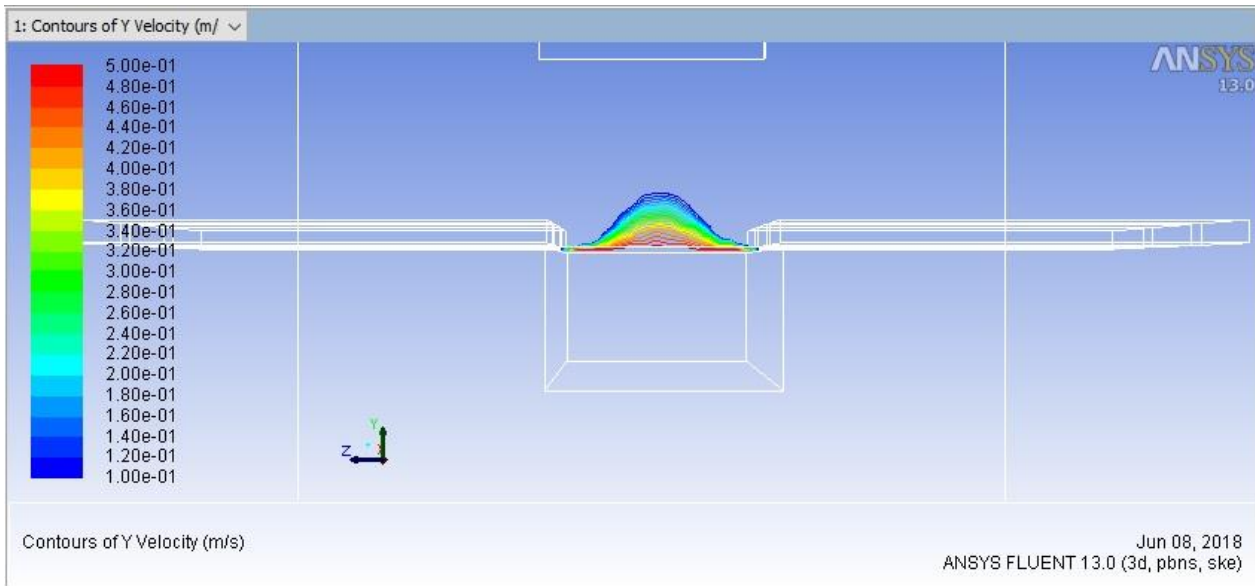 1: Contours of Y Velocity (m/
ANSYS
13.0
5.00e-01
4.80e-01
4.60e-01
4.40e-01
4.20e-01
4.00e-01
3.80e-01
3.60e-01
3.40e-01
3.20e-01
3.00e-01
2.80e-01
2.60e-01
2.40e-01
2.20e-01
2.00e-01
1.80e-01
1.60e-01
1.40e-01
1.20e-01
1.00e-01
Y
Z
X
Contours of Y Velocity (m/s)
Jun 08, 2018
ANSYS FLUENT 13.0 (3d, pbns, ske)